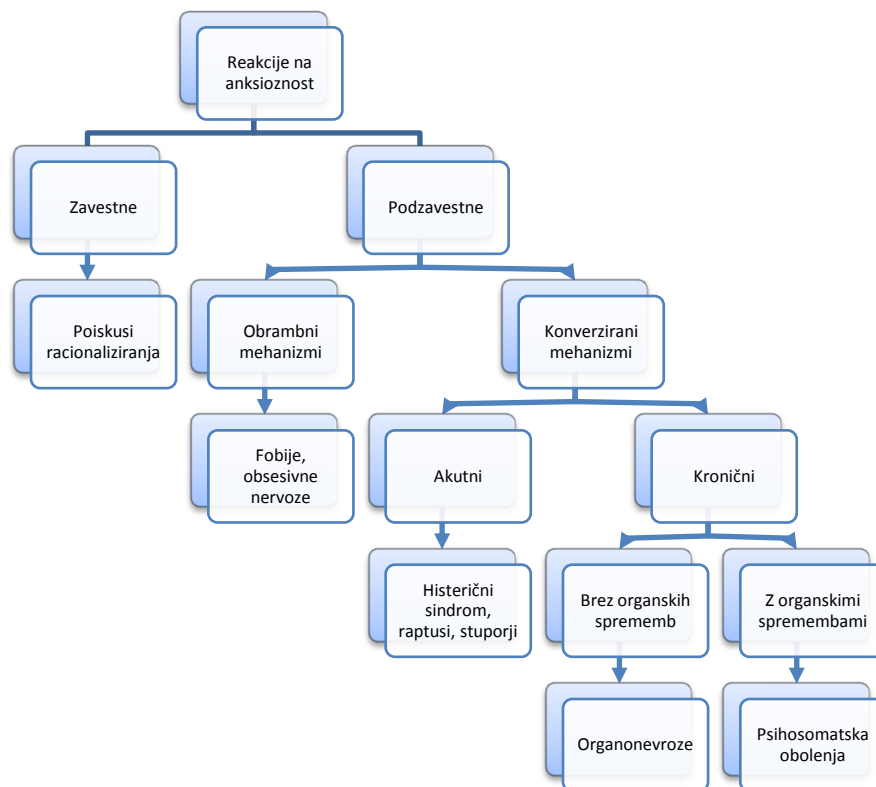 Reakcije na
anksioznost
Zavestne
Podzavestne
Poiskusi
racionaliziranja
Obrambni
mehanizmi
Konverzirani
mehanizmi
Fobije,
obsesivne
nervoze
Akutni
Kronični
Histerični
sindrom,
raptusi, stuporji
Brez organskih
sprememb
Z organskimi
spremembami
Organonevroze
Psihosomatska
obolenja